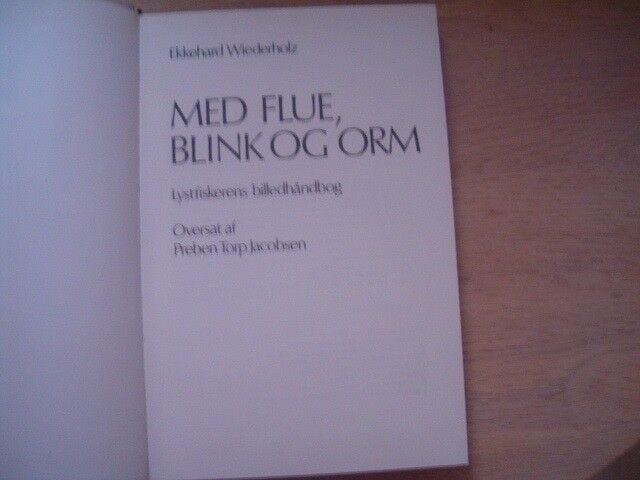 Ekkehard Wiederholz
MED FLUE,
BLINK OG ORM
Lystfiskerens billedhåndbog
Oversat af
Preben Torp Jacobsen